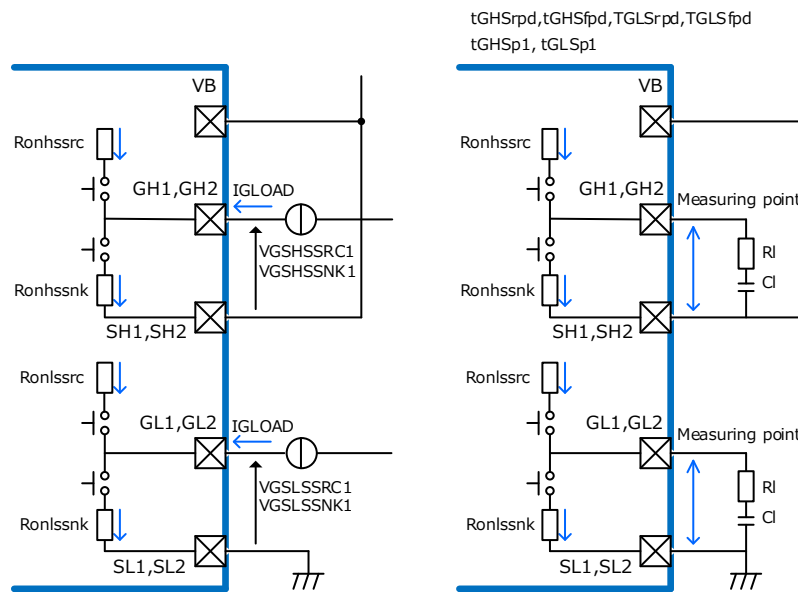 tGHSrpd,tGHSfpd,TGLSrpd,TGLSfpd
tGHSp1, tGLSp1
VB
Ronhssrc
GH1,GH2
IGLOAD
VGSHSSRC1
VGSHSSNK1
Ronhssnk
SH1,SH2
Ronlssrc
GL1,GL2
IGLOAD
VGSLSSRC1
VGSLSSNK1
Ronlssnk
SL1,SL2
VB
Ronhssrc
GH1,GH2
Measuring point
Rl
Cl
Ronhssnk
SH1,SH2
Ronlssrc
GL1,GL2
Measuring point
Rl
Cl
Ronlssnk
SL1,SL2